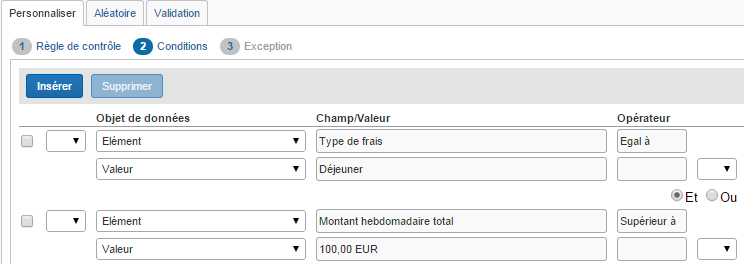 Personnaliser Aléatoire Validation
1 Règle de contrôle 2 Conditions 3 Exception
Insérer Supprimer
Objet de données Champ/Valeur Opérateur
Elément Type de frais Egal à
Valeur Déjeuner
Et Ou
Elément Montant hebdomadaire total Supérieur à
Valeur 100,00 EUR